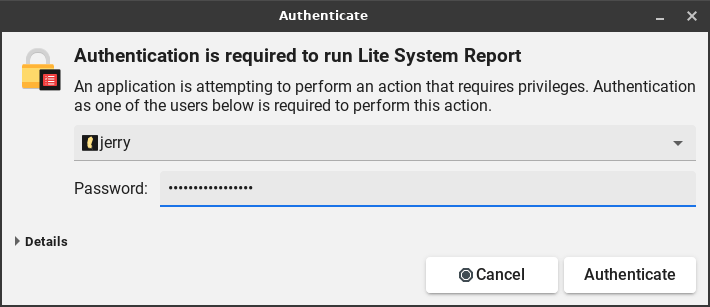 Authenticate
Authentication is required to run Lite System Report
An application is attempting to perform an action that requires privileges. Authentication
as one of the users below is required to perform this action.
jerry
Password: •••••••••••••••••
Details
Cancel
Authenticate